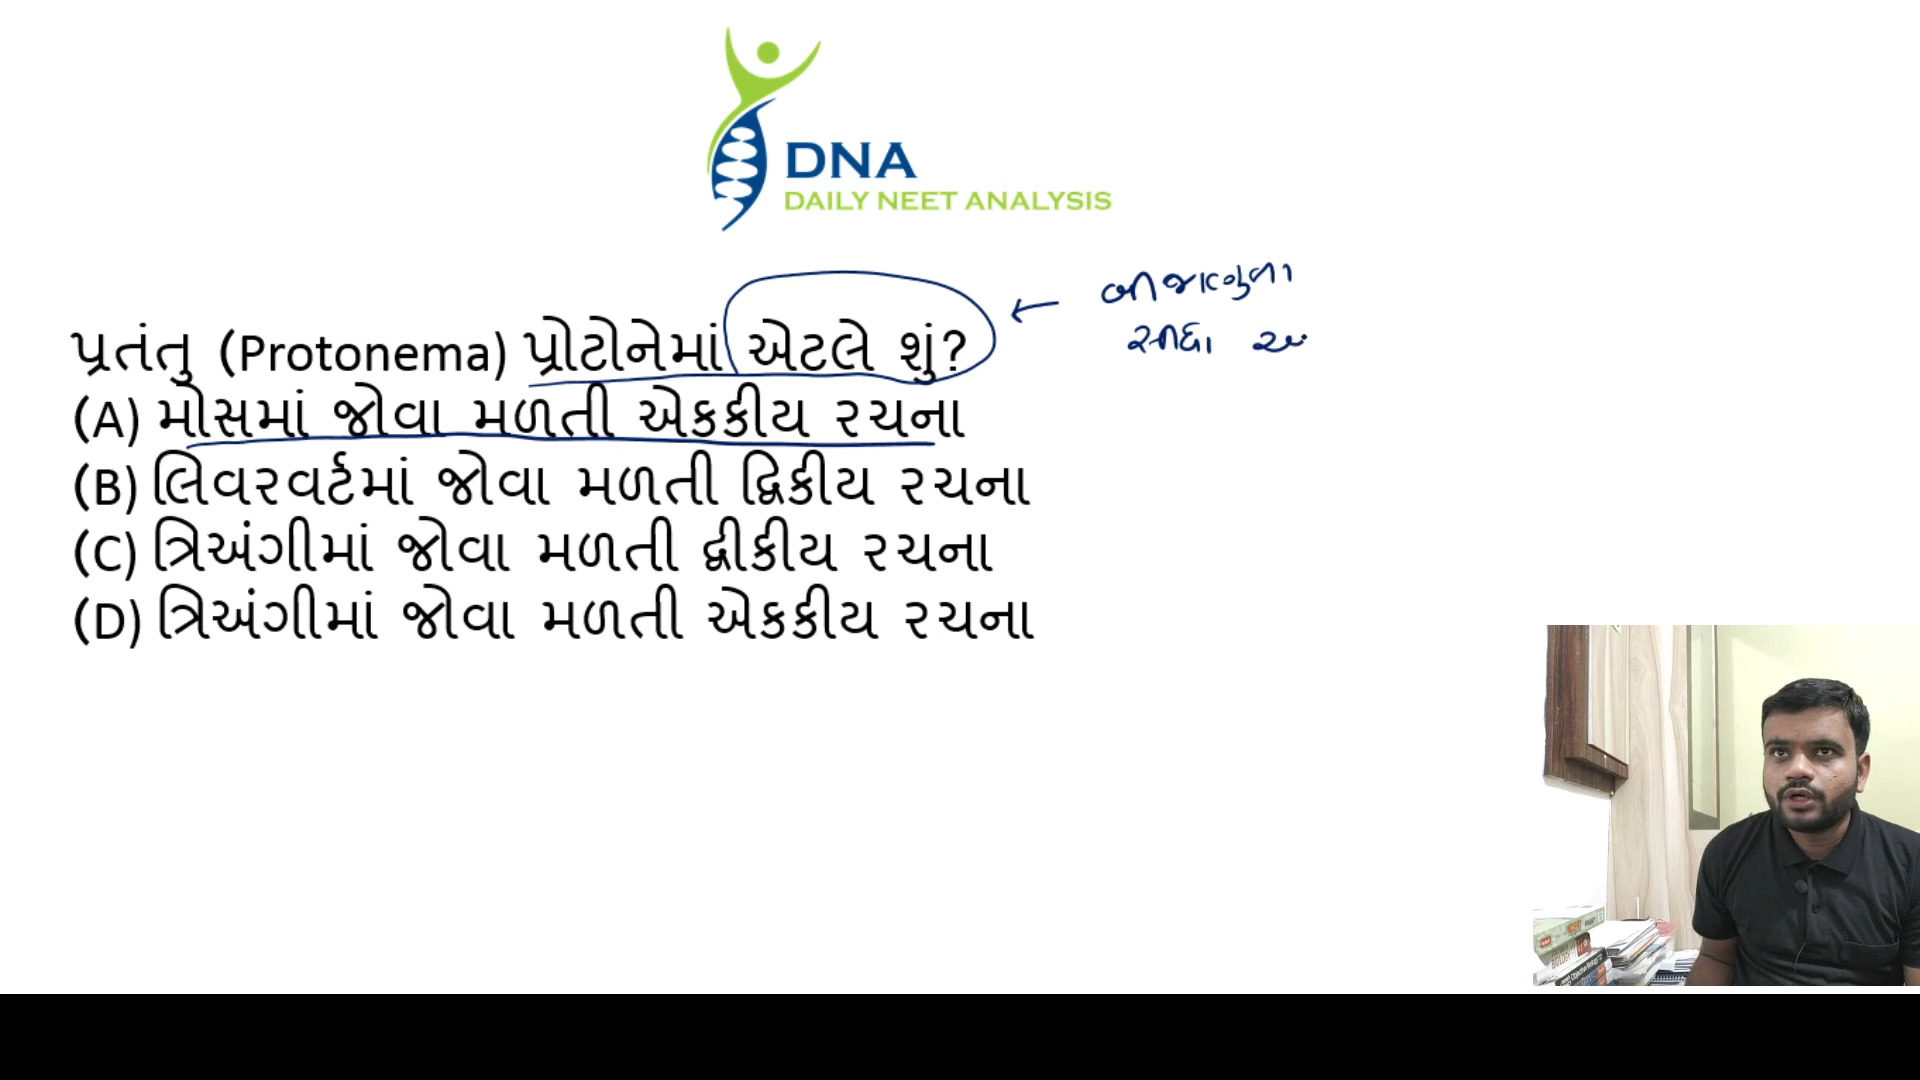 DNA
DAILY NEET ANALYSIS
બીજાણુના
સીધા
પ્રતંતુ (Protonema) પ્રોટોનેમાં એટલે શું?
(A) મોસમાં જોવા મળતી એકકીય રચના
(B) લિવરવર્ટમાં જોવા મળતી દ્વિકીય રચના
(C) ત્રિઅંગીમાં જોવા મળતી દ્વીકીય રચના
(D) ત્રિઅંગીમાં જોવા મળતી એકકીય રચના